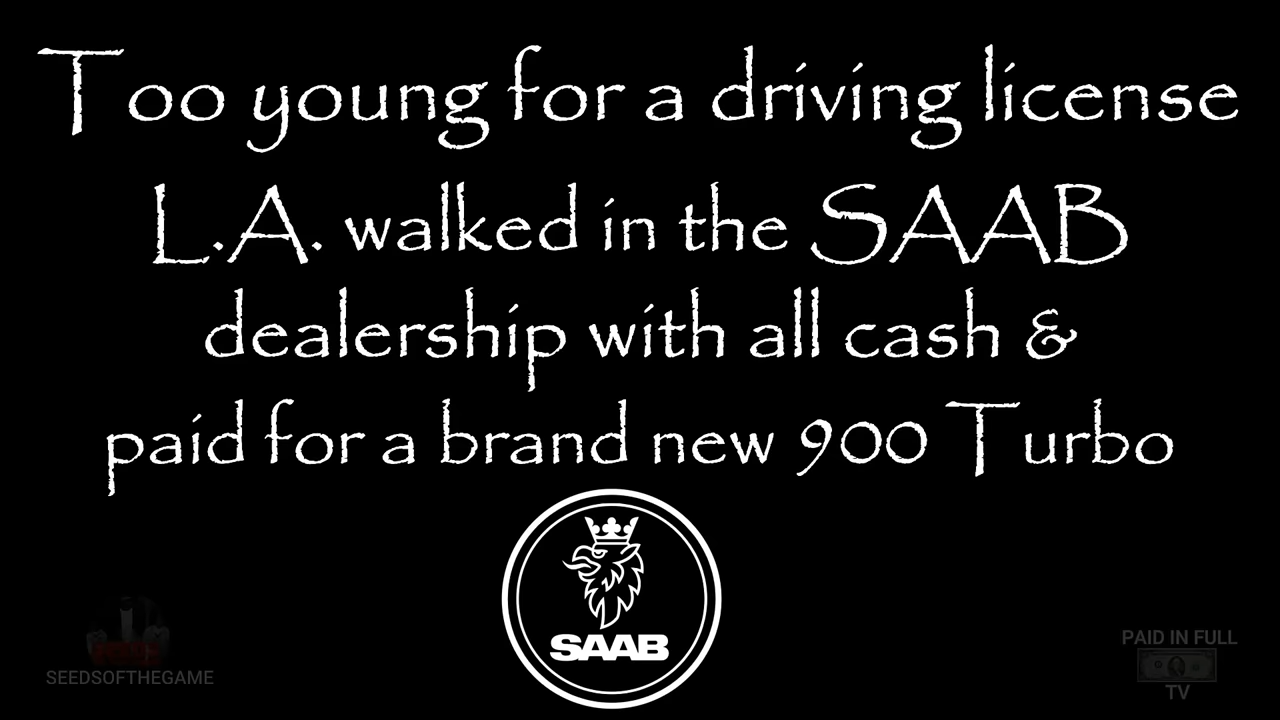 Too young for a driving license
L.A. walked in the SAAB
dealership with all cash &
paid for a brand new 900 Turbo
SAAB
SEEDSOFTHEGAME
PAID IN FULL
TV